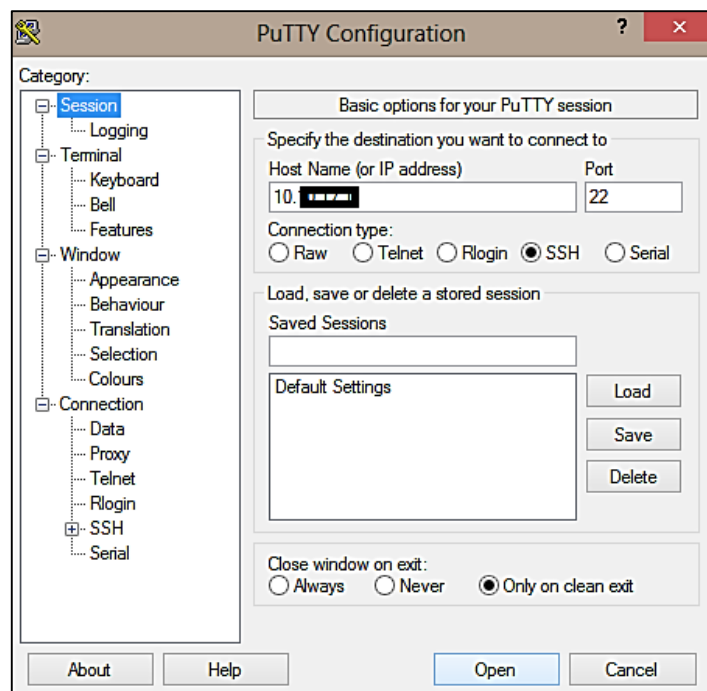 PuTTY Configuration
?
Category:
Session
Logging
Terminal
Keyboard
Bell
Features
Window
Appearance
Behaviour
Translation
Selection
Colours
Connection
Data
Proxy
Telnet
Rlogin
SSH
Serial
Basic options for your PuTTY session
Specify the destination you want to connect to
Host Name (or IP address) Port
10. 22
Connection type:
Raw Telnet Rlogin SSH Serial
Load, save or delete a stored session
Saved Sessions
Default Settings
Load
Save
Delete
Close window on exit:
Always Never Only on clean exit
About Help Open Cancel